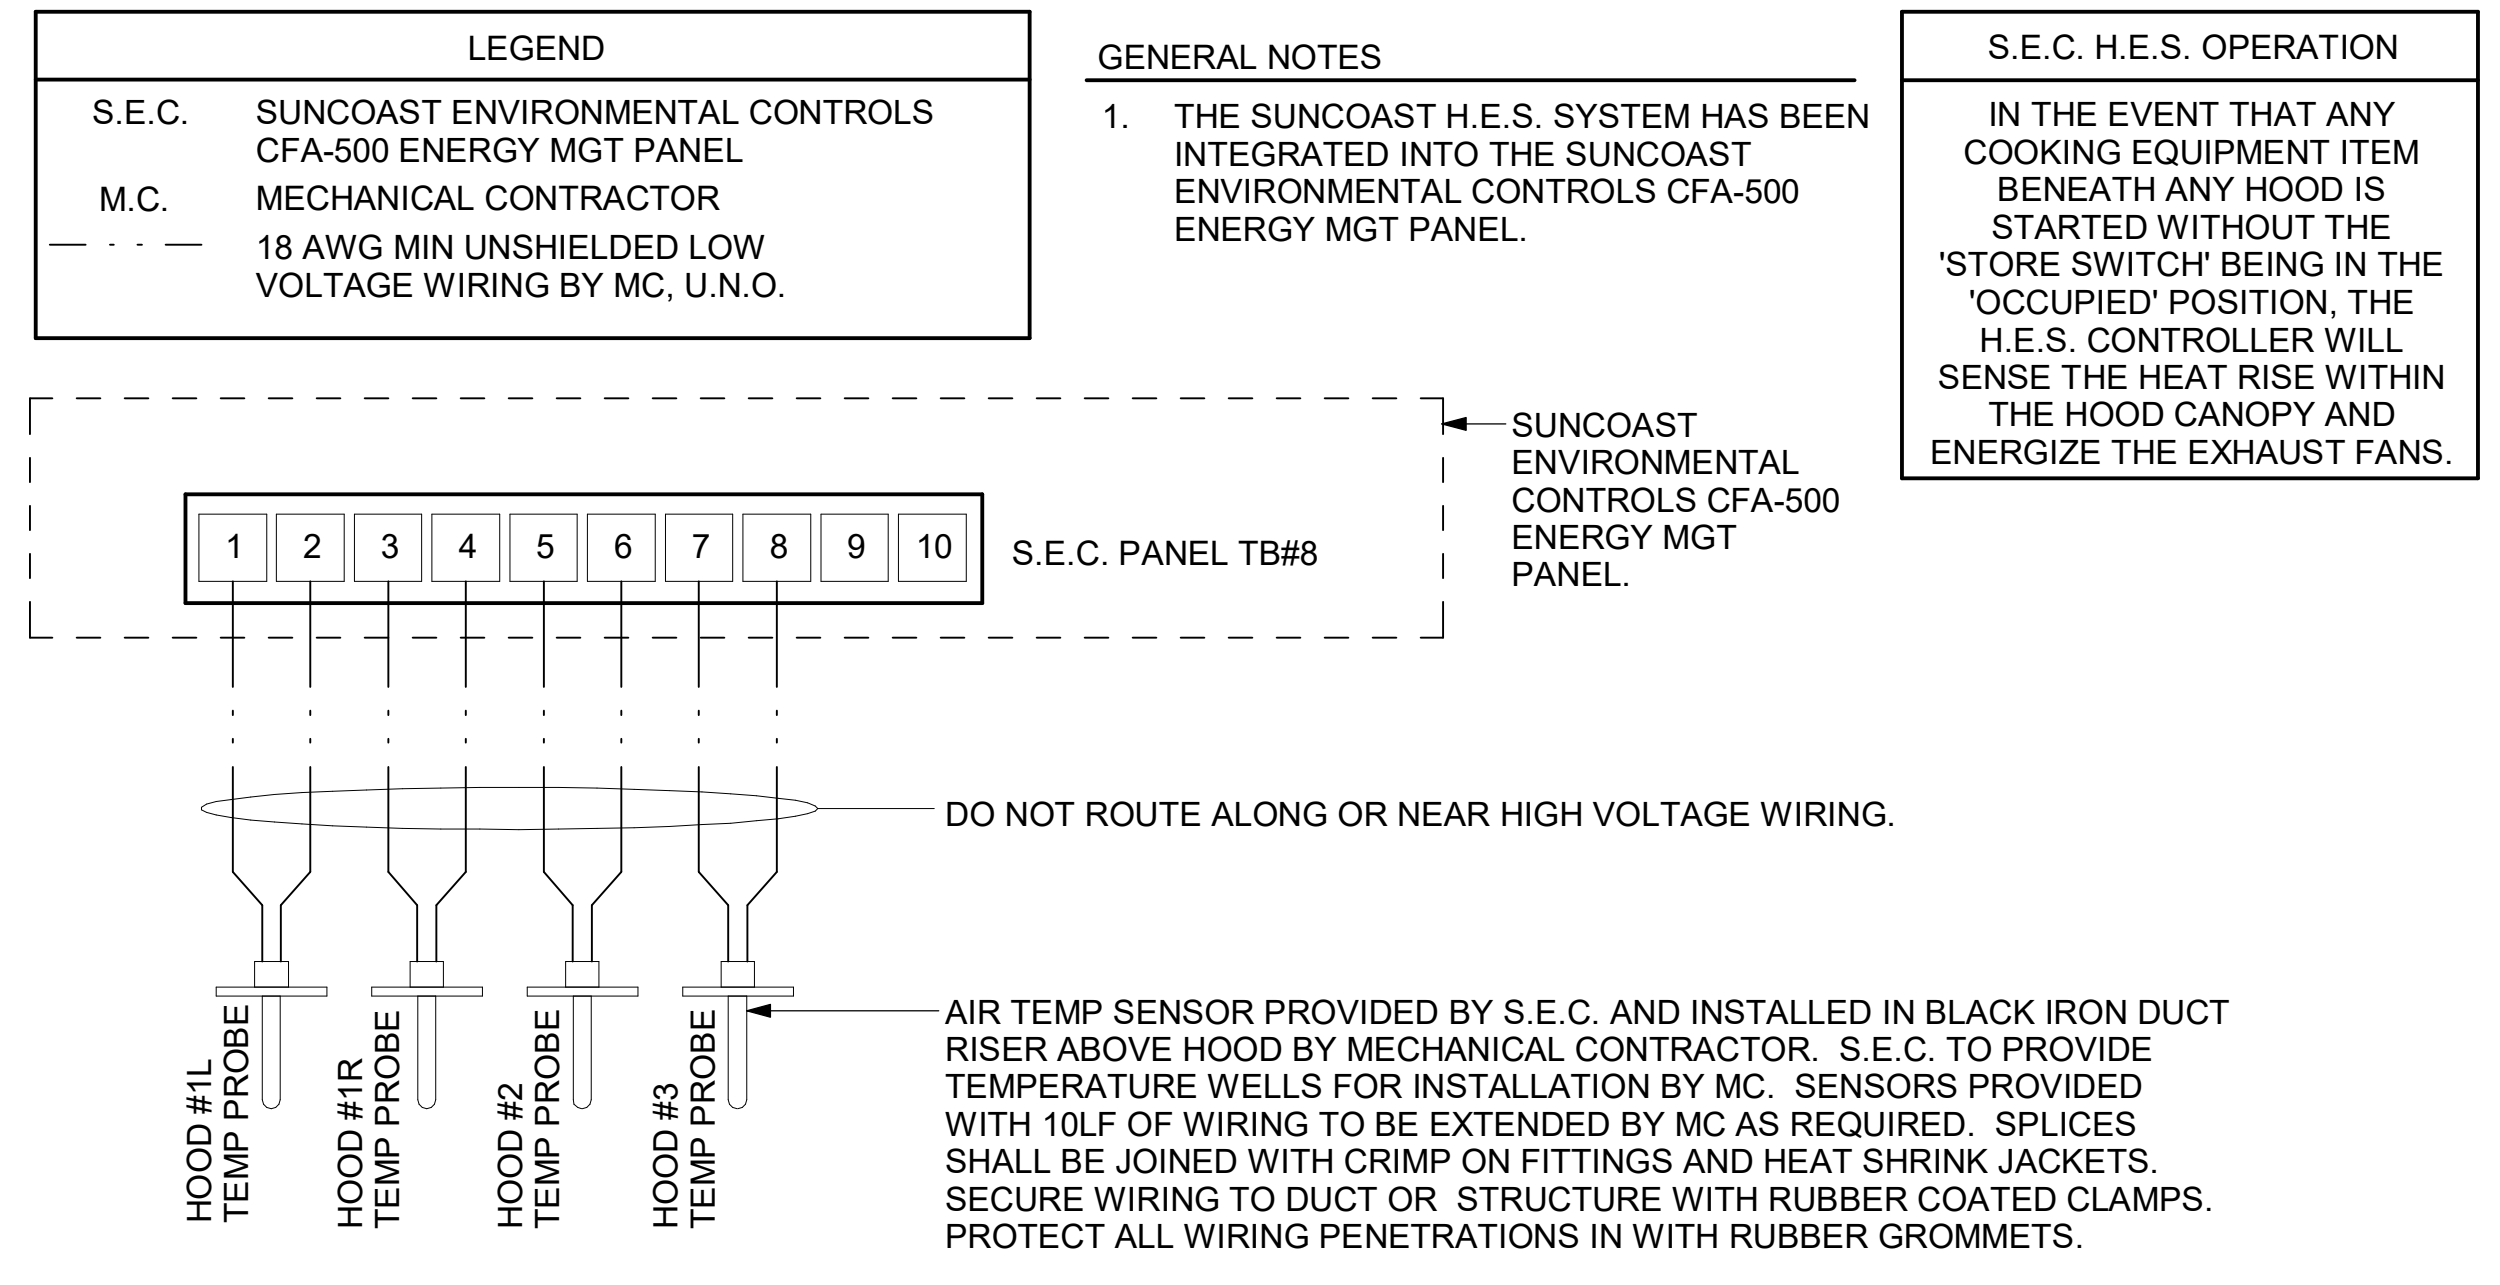 LEGEND
S.E.C. SUNCOAST ENVIRONMENTAL CONTROLS
CFA-500 ENERGY MGT PANEL
M.C. MECHANICAL CONTRACTOR
18 AWG MIN UNSHIELDED LOW
VOLTAGE WIRING BY MC, U.N.O.
GENERAL NOTES
1. THE SUNCOAST H.E.S. SYSTEM HAS BEEN
INTEGRATED INTO THE SUNCOAST
ENVIRONMENTAL CONTROLS CFA-500
ENERGY MGT PANEL.
S.E.C. H.E.S. OPERATION
IN THE EVENT THAT ANY
COOKING EQUIPMENT ITEM
BENEATH ANY HOOD IS
STARTED WITHOUT THE
'STORE SWITCH' BEING IN THE
'OCCUPIED' POSITION, THE
H.E.S. CONTROLLER WILL
SENSE THE HEAT RISE WITHIN
THE HOOD CANOPY AND
ENERGIZE THE EXHAUST FANS.
SUNCOAST
ENVIRONMENTAL
CONTROLS CFA-500
ENERGY MGT
PANEL.
1 2 3 4 5 6 7 8 9 10
S.E.C. PANEL TB#8
DO NOT ROUTE ALONG OR NEAR HIGH VOLTAGE WIRING.
HOOD #1L
TEMP PROBE
HOOD #1R
TEMP PROBE
HOOD #2
TEMP PROBE
HOOD #3
TEMP PROBE
AIR TEMP SENSOR PROVIDED BY S.E.C. AND INSTALLED IN BLACK IRON DUCT
RISER ABOVE HOOD BY MECHANICAL CONTRACTOR. S.E.C. TO PROVIDE
TEMPERATURE WELLS FOR INSTALLATION BY MC. SENSORS PROVIDED
WITH 10LF OF WIRING TO BE EXTENDED BY MC AS REQUIRED. SPLICES
SHALL BE JOINED WITH CRIMP ON FITTINGS AND HEAT SHRINK JACKETS.
SECURE WIRING TO DUCT OR STRUCTURE WITH RUBBER COATED CLAMPS.
PROTECT ALL WIRING PENETRATIONS IN WITH RUBBER GROMMETS.